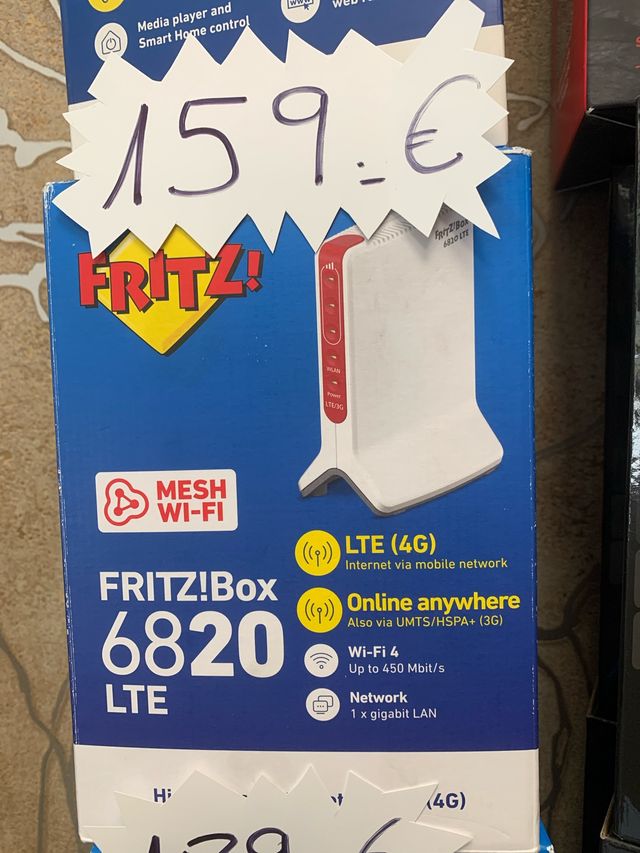 Media player and
Smart Home control
www
159.-€
FRITZ!
FRITZ!Box
6820 LTE
WLAN
Power
LTE/3G
MESH
WI-FI
LTE (4G)
Internet via mobile network
FRITZ!Box
6820
LTE
Online anywhere
Also via UMTS/HSPA+ (3G)
Wi-Fi 4
Up to 450 Mbit/s
Network
1 x gigabit LAN
(4G)